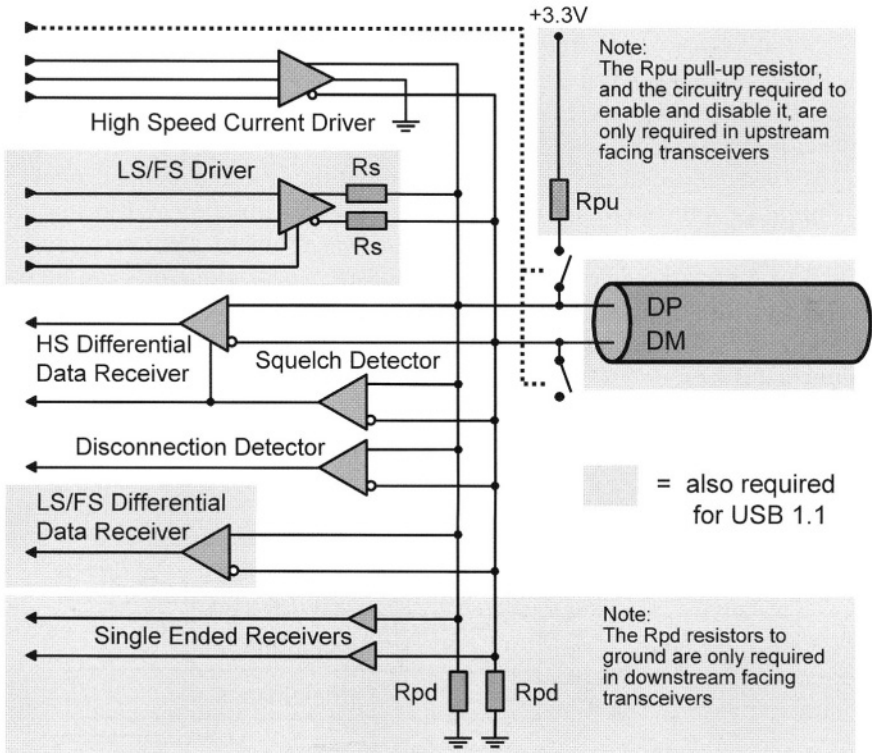 +3.3V
Note:
The Rpu pull-up resistor,
and the circuitry required to
enable and disable it, are
only required in upstream
facing transceivers
High Speed Current Driver
LS/FS Driver
Rs
Rs
Rpu
DP
DM
HS Differential
Data Receiver
Squelch Detector
Disconnection Detector
= also required
for USB 1.1
LS/FS Differential
Data Receiver
Single Ended Receivers
Note:
The Rpd resistors to
ground are only required
in downstream facing
transceivers
Rpd
Rpd